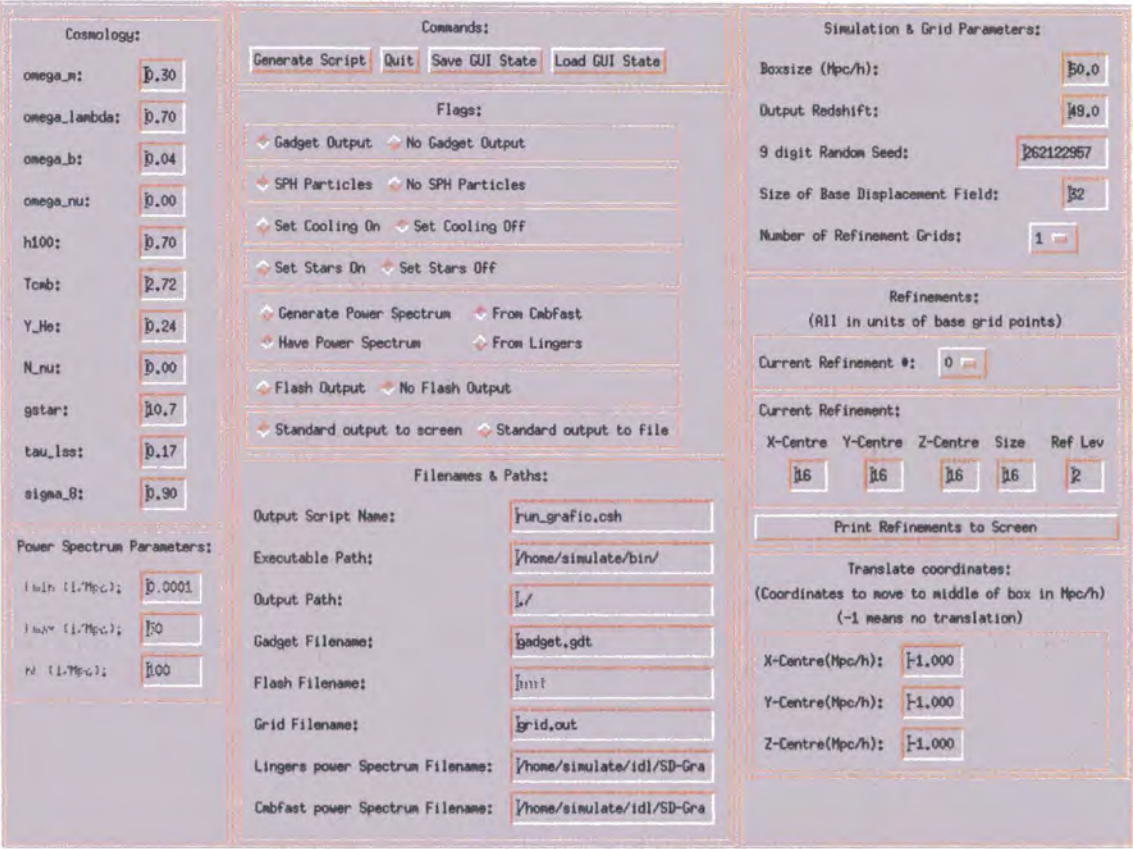 Cosmology:
omega_m: 0.30
omega_lambda: 0.70
omega_b: 0.04
omega_nu: 0.00
h100: 0.70
Tcmb: 2.72
Y_He: 0.24
N_nu: 0.00
gstar: 10.7
tau_lss: 0.17
sigma_8: 0.90
Power Spectrum Parameters:
(1/Mpc): 0.0001
(1/Mpc): 50
(1/Mpc): 100
Commands:
Generate Script Quit Save GUI State Load GUI State
Flags:
Gadget Output No Gadget Output
SPH Particles No SPH Particles
Set Cooling On Set Cooling Off
Set Stars On Set Stars Off
Generate Power Spectrum From Cmbfast
Have Power Spectrum From Lingers
Flash Output No Flash Output
Standard output to screen Standard output to file
Filenames & Paths:
Output Script Name: run_grafic.csh
Executable Path: /home/simulate/bin/
Output Path: ./
Gadget Filename: gadget.gdt
Flash Filename:
Grid Filename: grid.out
Lingers power Spectrum Filename: /home/simulate/idl/SD-Gra
Cmbfast power Spectrum Filename: /home/simulate/idl/SD-Gra
Simulation & Grid Parameters:
Boxsize (Mpc/h): 50.0
Output Redshift: 49.0
9 digit Random Seed: 262122957
Size of Base Displacement Field: 32
Number of Refinement Grids: 1
Refinements:
(All in units of base grid points)
Current Refinement #: 0
Current Refinement:
X-Centre Y-Centre Z-Centre Size Ref Lev
16 16 16 16 2
Print Refinements to Screen
Translate coordinates:
(Coordinates to move to middle of box in Mpc/h)
(-1 means no translation)
X-Centre(Mpc/h): -1.000
Y-Centre(Mpc/h): -1.000
Z-Centre(Mpc/h): -1.000